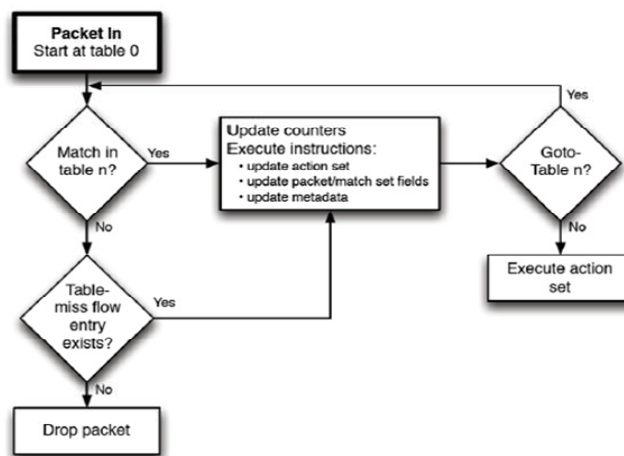 Packet In
Start at table 0
Yes
Match in
table n?
Yes
Update counters
Execute instructions:
• update action set
• update packet/match set fields
• update metadata
Goto-
Table n?
No
No
Table-
miss flow
entry
exists?
Yes
Execute action
set
No
Drop packet